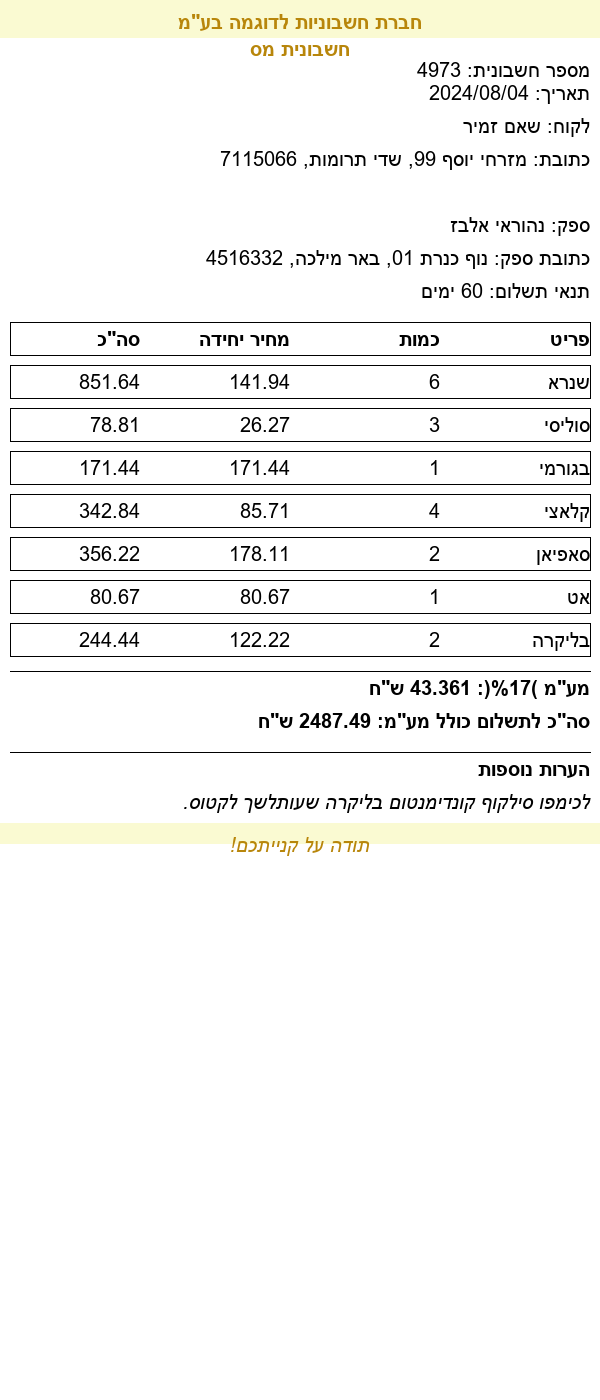 חברת חשבוניות לדוגמה בע"מ
חשבונית מס
מספר חשבונית: 4973
תאריך: 2024/08/04
לקוח: שאם זמיר
כתובת: מזרחי יוסף 99, שדי תרומות, 7115066
ספק: נהוראי אלבז
כתובת ספק: נוף כנרת 01, באר מילכה, 4516332
תנאי תשלום: 60 ימים
פריט כמות מחיר יחידה סה"כ
שנרא 6 141.94 851.64
סוליסי 3 26.27 78.81
בגורמי 1 171.44 171.44
קלאצי 4 85.71 342.84
סאפיאן 2 178.11 356.22
אט 1 80.67 80.67
בליקרה 2 122.22 244.44
מע"מ )17%(: 43.361 ש"ח
סה"כ לתשלום כולל מע"מ: 2487.49 ש"ח
הערות נוספות
לכימפו סילקוף קונדימנטום בליקרה שעותלשך לקטוס.
תודה על קנייתכם!